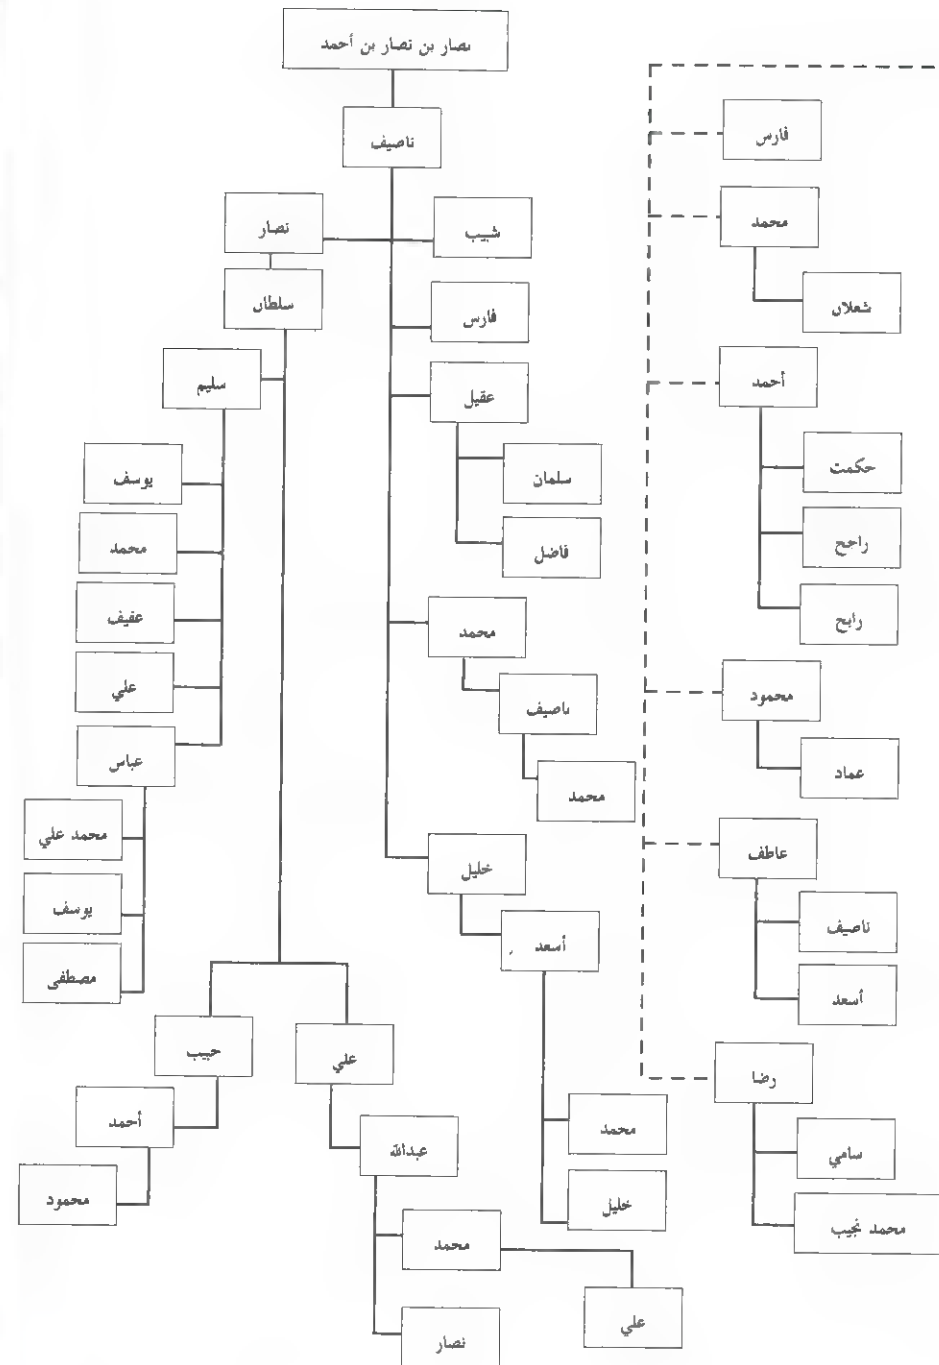 نصار بن نصار بن أحمد
ناصيف
نصار
سلطان
شبيب
فارس
عقيل
سلمان
فاضل
محمد
ناصيف
محمد
خليل
أسعد
محمد
خليل
سليم
يوسف
محمد
عفيف
علي
عباس
محمد علي
يوسف
مصطفى
حبيب
أحمد
محمود
علي
عبدالله
محمد
علي
نصار
فارس
محمد
شعلان
أحمد
حكمت
راجح
رابح
محمود
عماد
عاطف
ناصيف
أسعد
رضا
سامي
محمد نجيب